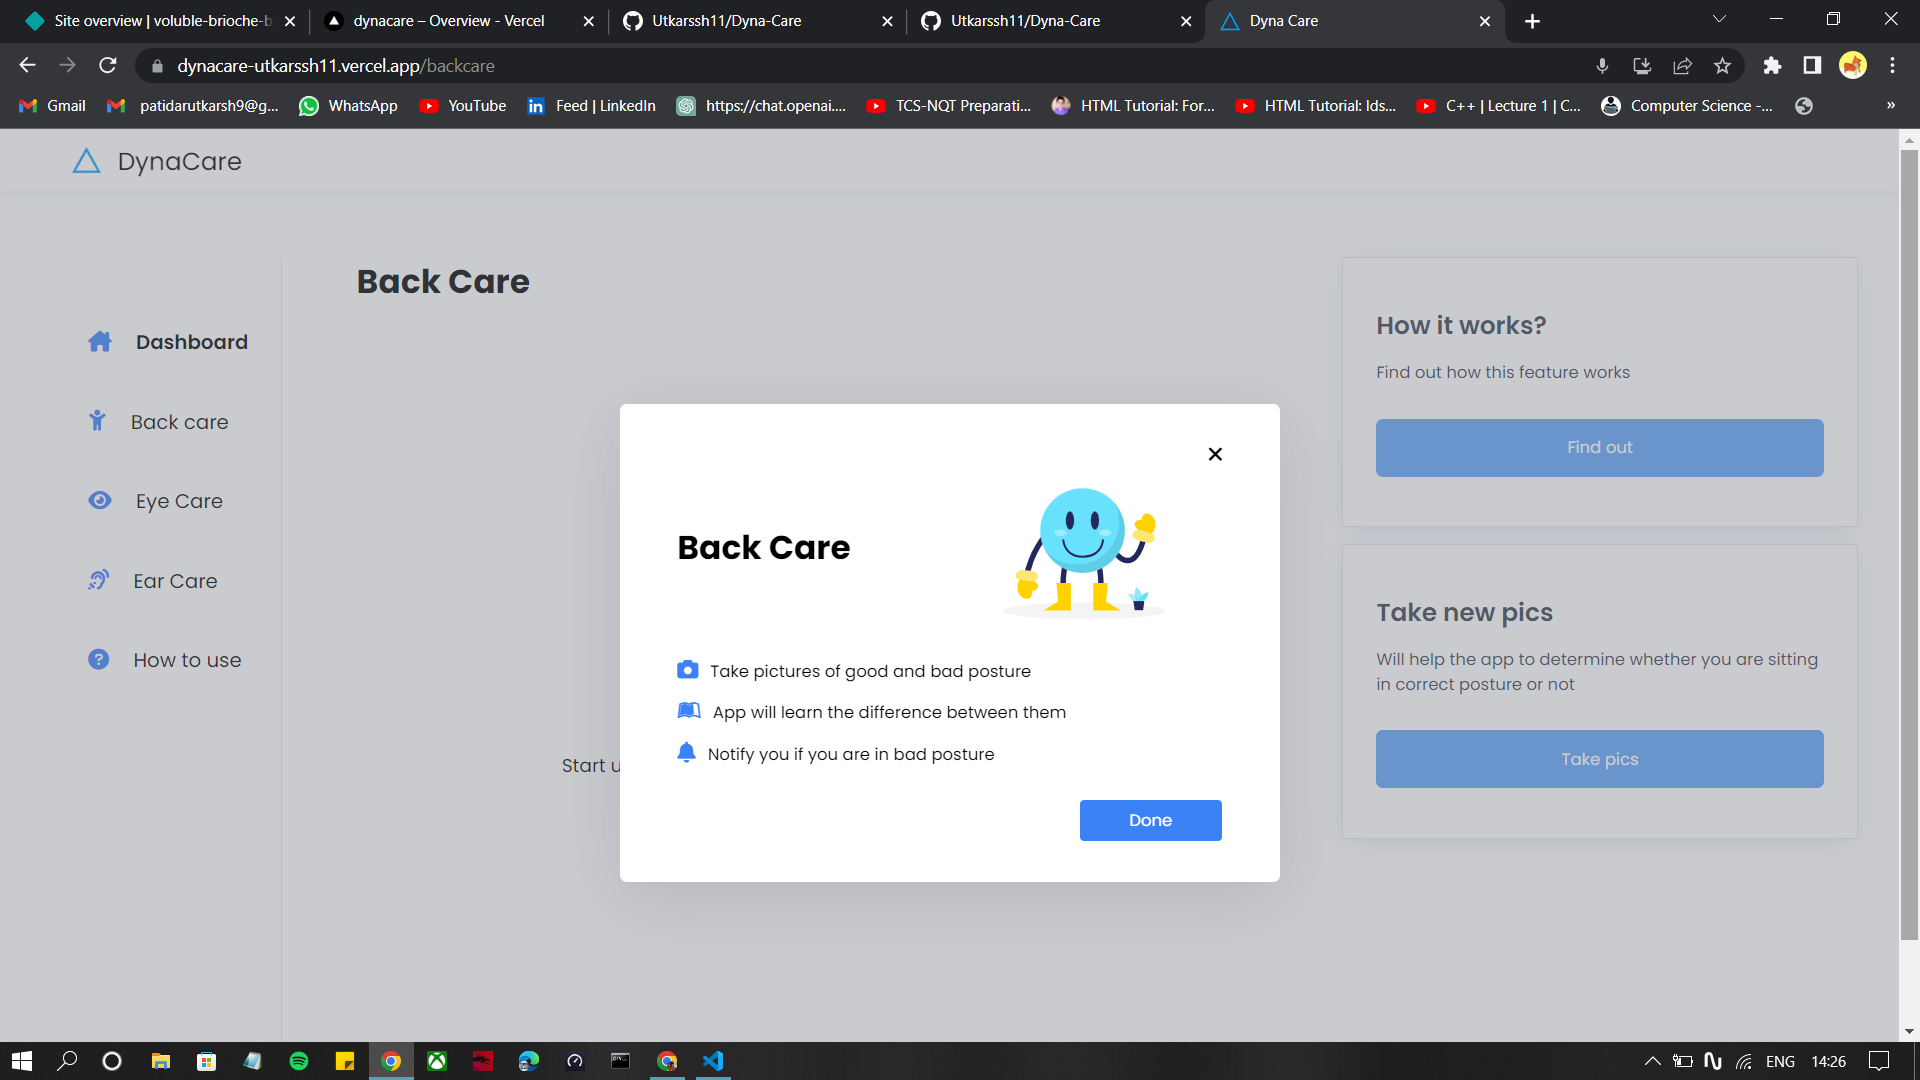 Site overview | voluble-brioche-b
dynacare – Overview - Vercel
Utkarssh11/Dyna-Care
Utkarssh11/Dyna-Care
Dyna Care
dynacare-utkarssh11.vercel.app/backcare
Gmail
patidarutkarsh9@g...
WhatsApp
YouTube
Feed | LinkedIn
https://chat.openai....
TCS-NQT Preparati...
HTML Tutorial: For...
HTML Tutorial: Ids...
C++ | Lecture 1 | C...
Computer Science -...
»
DynaCare
Dashboard
Back care
Eye Care
Ear Care
How to use
Back Care
Start u
Back Care
Take pictures of good and bad posture
App will learn the difference between them
Notify you if you are in bad posture
Done
How it works?
Find out how this feature works
Find out
Take new pics
Will help the app to determine whether you are sitting
in correct posture or not
Take pics
ENG
14:26